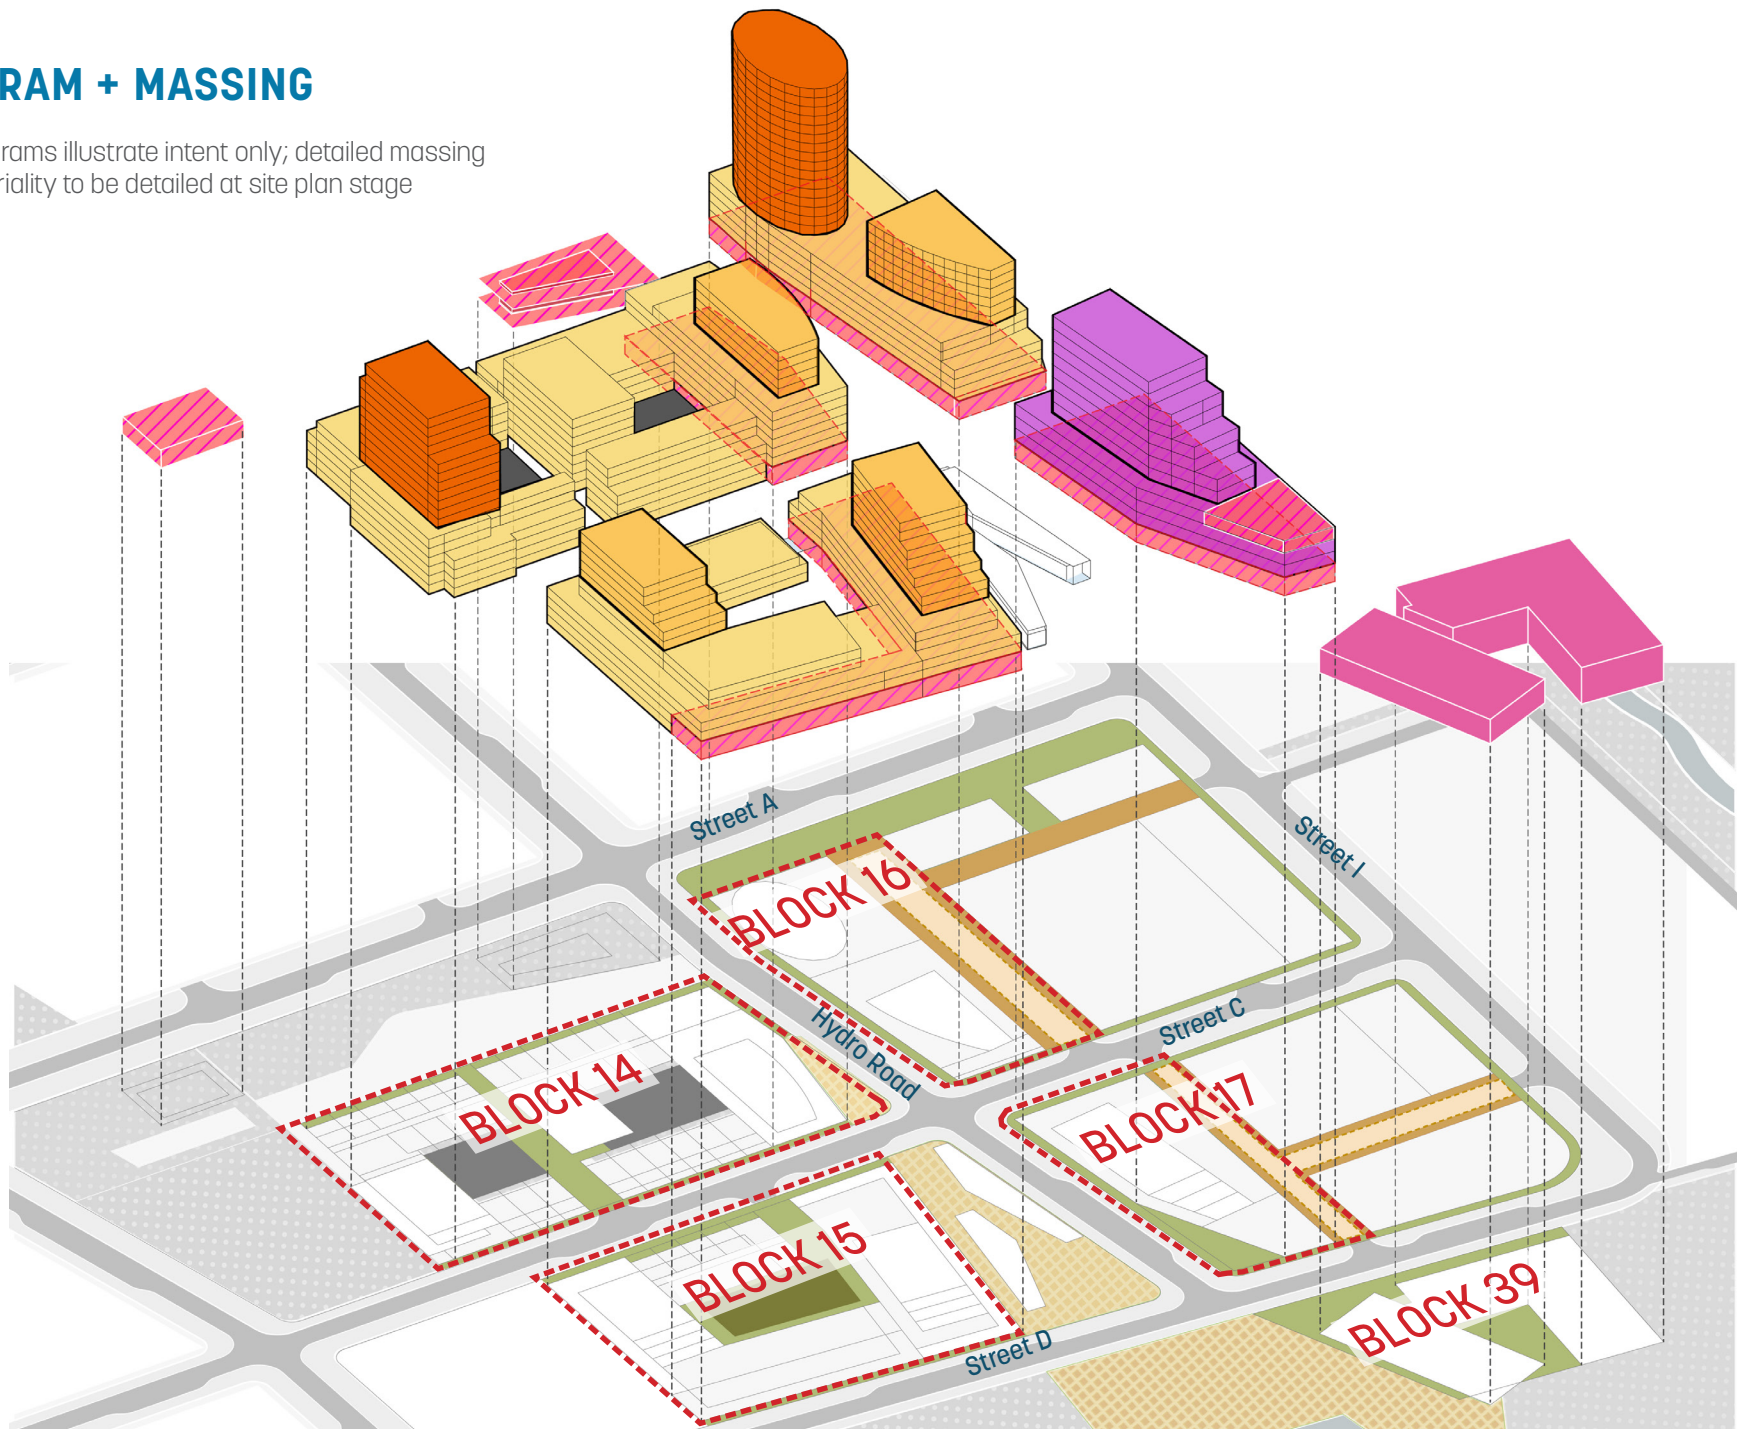 RAM + MASSING
rams illustrate intent only; detailed massing
riality to be detailed at site plan stage
Street A
Street I
BLOCK 16
Street C
Hydro Road
BLOCK 14
BLOCK 17
BLOCK 15
BLOCK 39
Street D